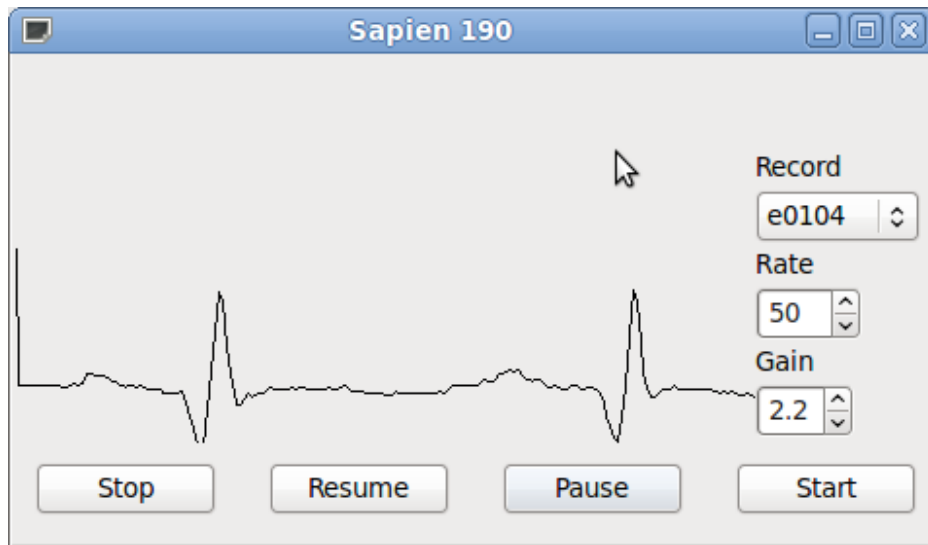 Sapien 190
Record
e0104
Rate
50
Gain
2.2
Stop Resume Pause Start